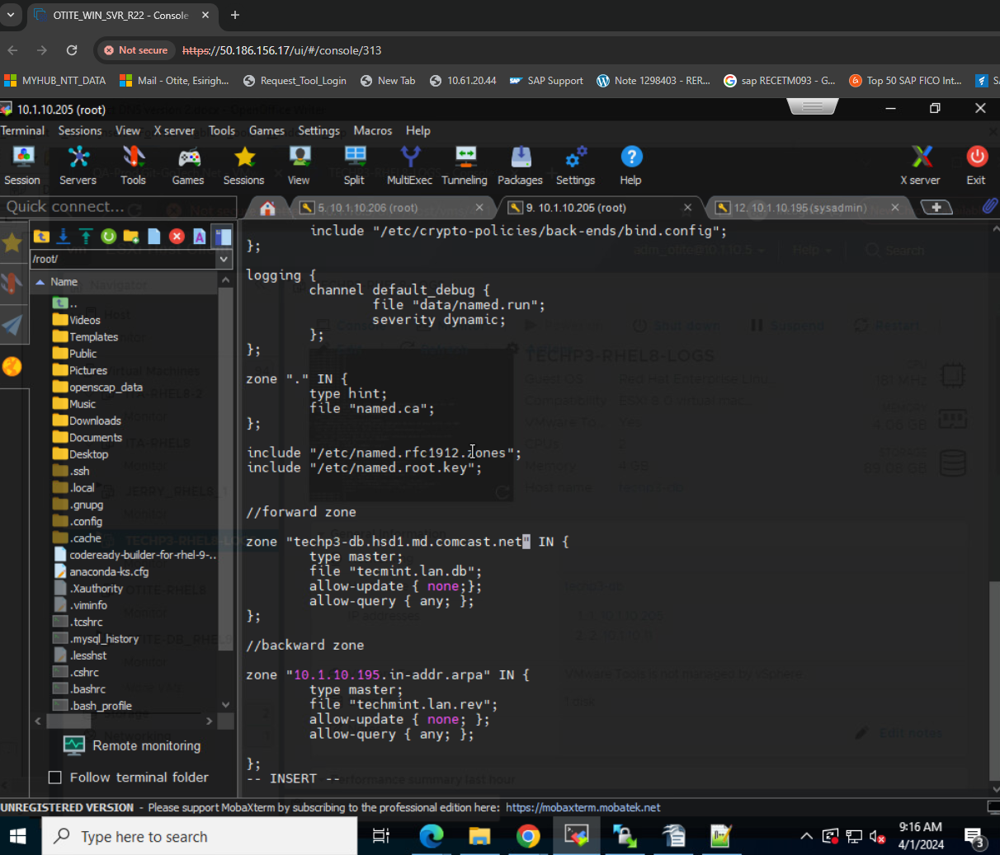 OTITE_WIN_SVR_R22 - Console
Not secure
https://50.186.156.17/ui/#/console/313
MYHUB_NTT_DATA
Mail - Otite, Esirigh...
Request_Tool_Login
New Tab
10.61.20.44
SAP Support
Note 1298403 - RER...
sap RECETM093 - G...
Top 50 SAP FICO Int...
10.1.10.205 (root)
Terminal Sessions View X server Tools Games Settings Macros Help
Session Servers Tools Games Sessions View Split MultiExec Tunneling Packages Settings Help X server Exit
Quick connect...
5. 10.1.10.206 (root)
9. 10.1.10.205 (root)
12. 10.1.10.195 (sysadmin)
/root/
Name
..
Videos
Templates
Public
Pictures
openscap_data
Music
Downloads
Documents
Desktop
.ssh
.local
.gnupg
.config
.cache
codeready-builder-for-rhel-9-..
anaconda-ks.cfg
.Xauthority
.viminfo
.tcshrc
.mysql_history
.lesshst
.cshrc
.bashrc
.bash_profile
Remote monitoring
Follow terminal folder
include "/etc/crypto-policies/back-ends/bind.config";
};
logging {
channel default_debug {
file "data/named.run";
severity dynamic;
};
};
zone "." IN {
type hint;
file "named.ca";
};
include "/etc/named.rfc1912.zones";
include "/etc/named.root.key";
//forward zone
zone "techp3-db.hsd1.md.comcast.net" IN {
type master;
file "tecmint.lan.db";
allow-update { none;};
allow-query { any; };
};
//backward zone
zone "10.1.10.195.in-addr.arpa" IN {
type master;
file "techmint.lan.rev";
allow-update { none; };
allow-query { any; };
};
-- INSERT --
UNREGISTERED VERSION - Please support MobaXterm by subscribing to the professional edition here: https://mobaxterm.mobatek.net
Type here to search
9:16 AM
4/1/2024
3